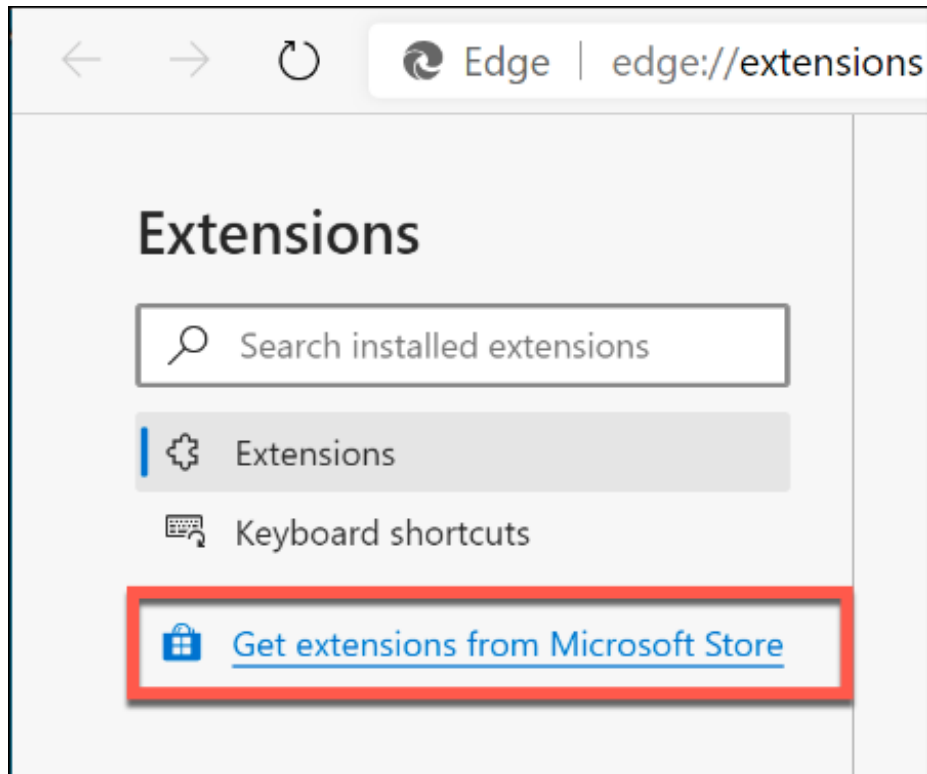 Edge | edge://extensions
Extensions
Search installed extensions
Extensions
Keyboard shortcuts
Get extensions from Microsoft Store